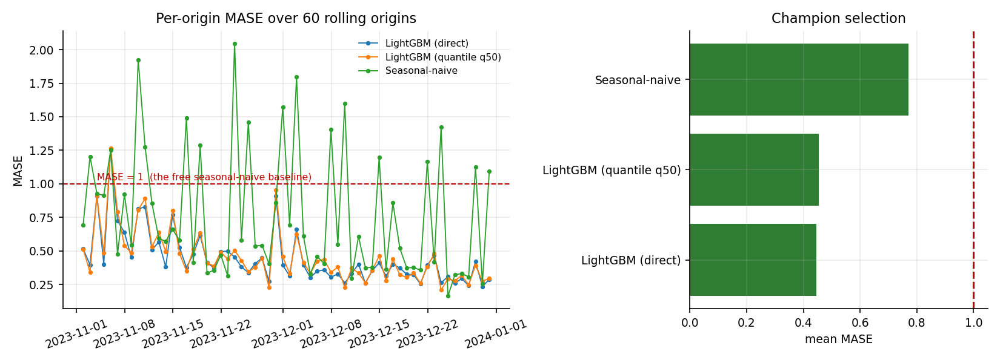 Per-origin MASE over 60 rolling origins
MASE
2.00
1.75
1.50
1.25
1.00
0.75
0.50
0.25
LightGBM (direct)
LightGBM (quantile q50)
Seasonal-naive
MASE = 1 (the free seasonal-naive baseline)
2023-11-01
2023-11-08
2023-11-15
2023-11-22
2023-12-01
2023-12-08
2023-12-15
2023-12-22
2024-01-01
Champion selection
Seasonal-naive
LightGBM (quantile q50)
LightGBM (direct)
0.0
0.2
0.4
0.6
0.8
1.0
mean MASE